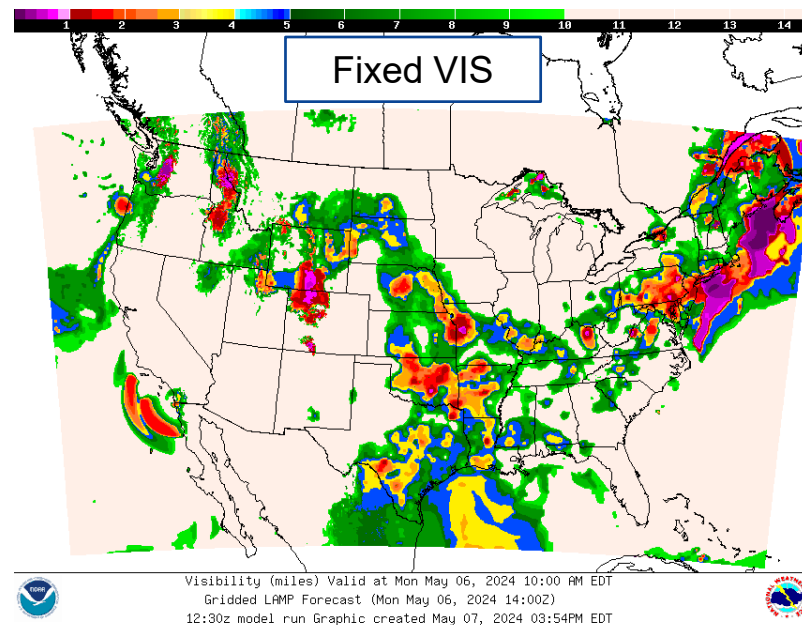 1 2 3 4 5 6 7 8 9 10 11 12 13 14
Fixed VIS
Visibility (miles) Valid at Mon May 06, 2024 10:00 AM EDT
Gridded LAMP Forecast (Mon May 06, 2024 14:00Z)
12:30z model run Graphic created May 07, 2024 03:54PM EDT
noaa